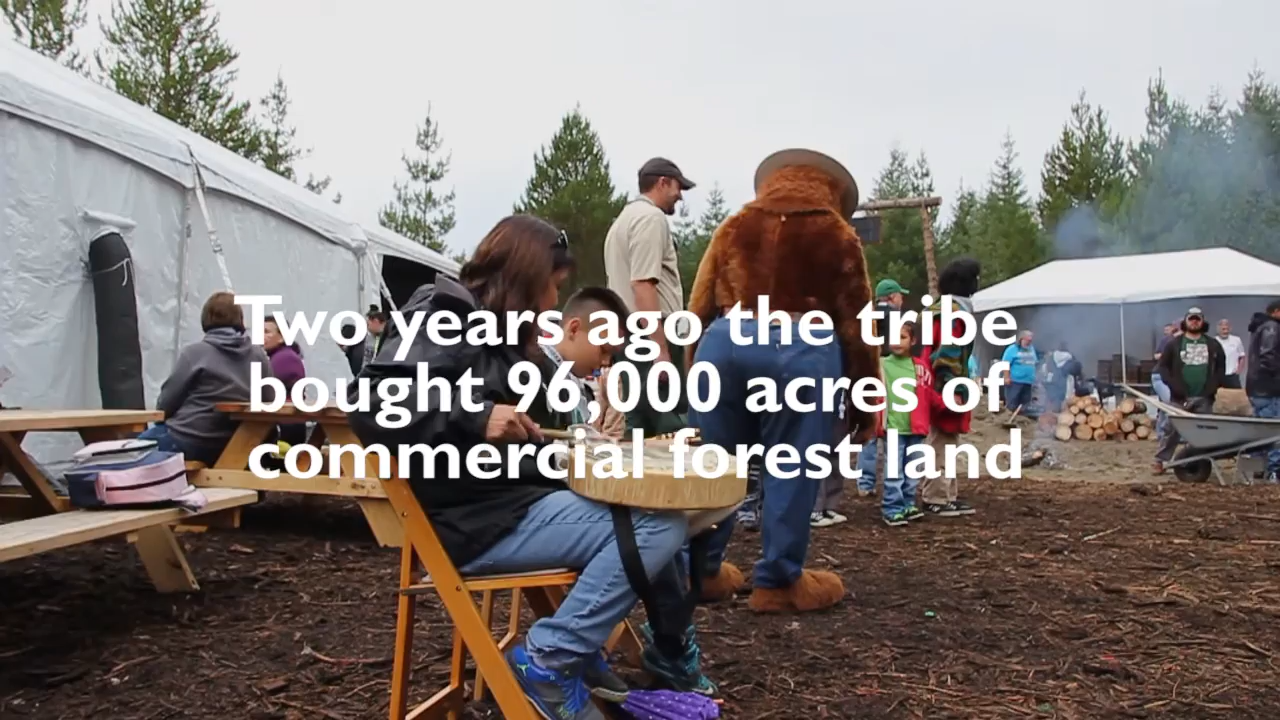 Two years ago the tribe
bought 96,000 acres of
commercial forest land